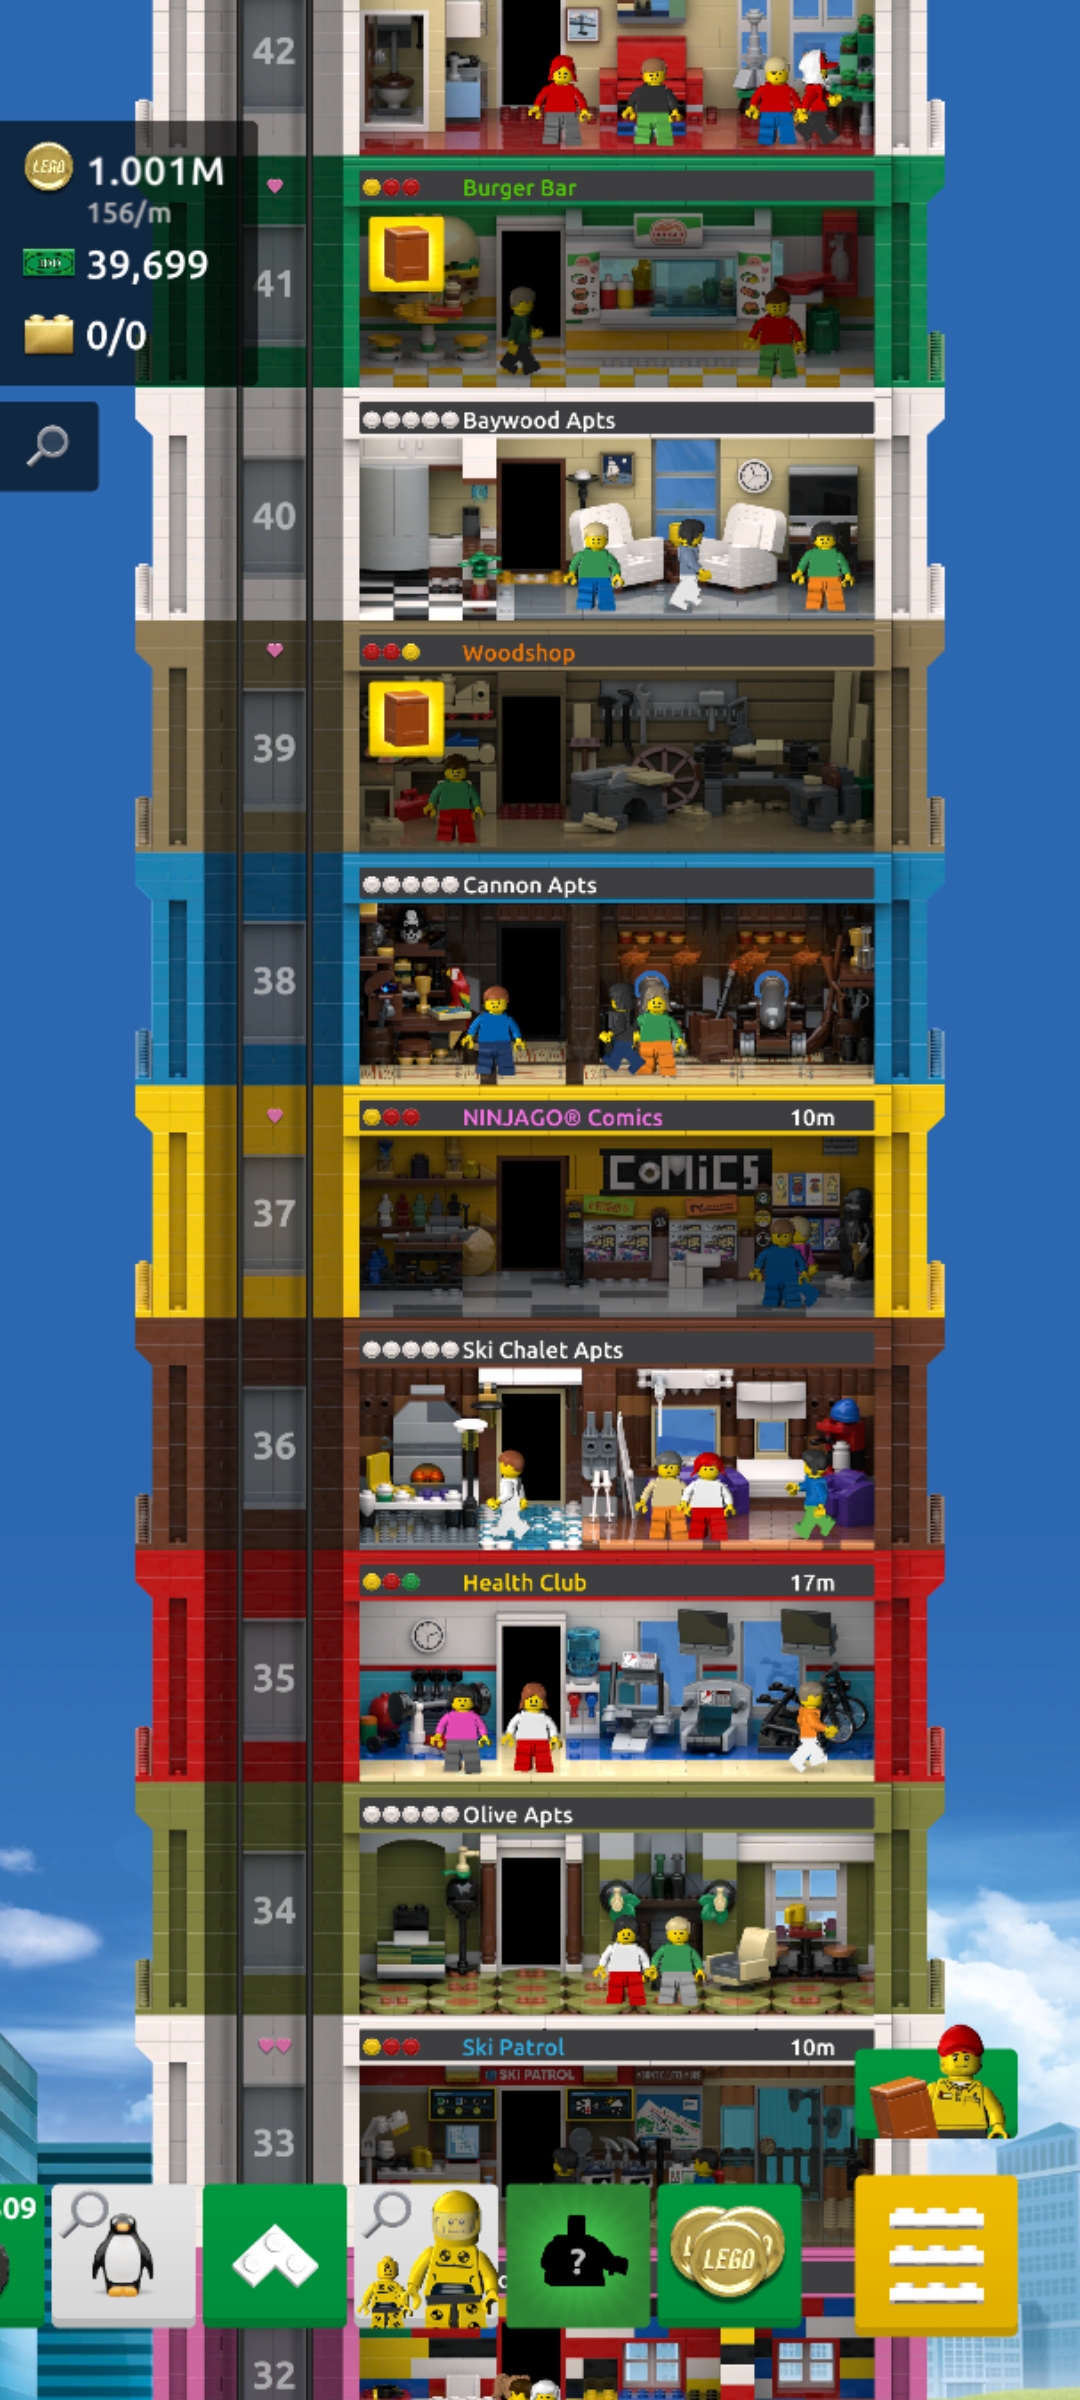 42
LEGO
1.001M
156/m
39,699
0/0
Burger Bar
41
Baywood Apts
40
Woodshop
39
Cannon Apts
38
NINJAGO® Comics
10m
COMiCS
37
Ski Chalet Apts
36
Health Club
17m
35
Olive Apts
34
Ski Patrol
10m
SKI PATROL
33
09
?
LEGO
32